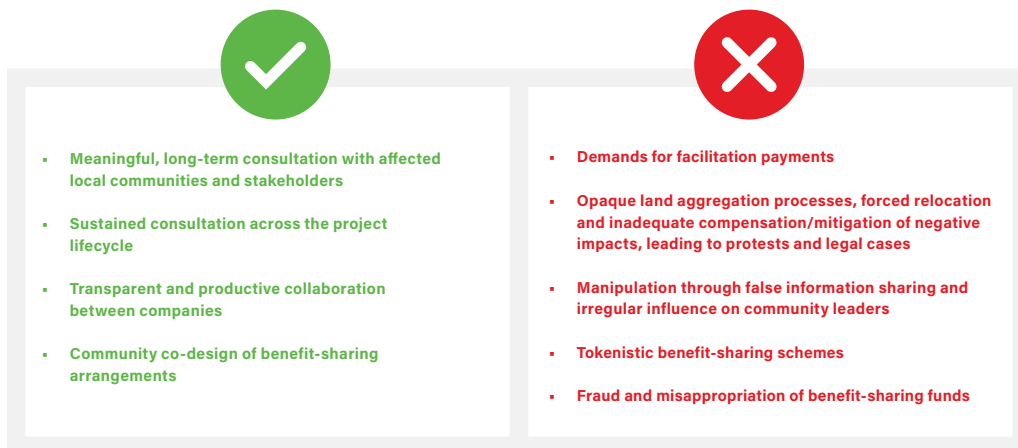 ▪ Meaningful, long-term consultation with affected
local communities and stakeholders
▪ Sustained consultation across the project
lifecycle
▪ Transparent and productive collaboration
between companies
▪ Community co-design of benefit-sharing
arrangements
▪ Demands for facilitation payments
▪ Opaque land aggregation processes, forced relocation
and inadequate compensation/mitigation of negative
impacts, leading to protests and legal cases
▪ Manipulation through false information sharing and
irregular influence on community leaders
▪ Tokenistic benefit-sharing schemes
▪ Fraud and misappropriation of benefit-sharing funds